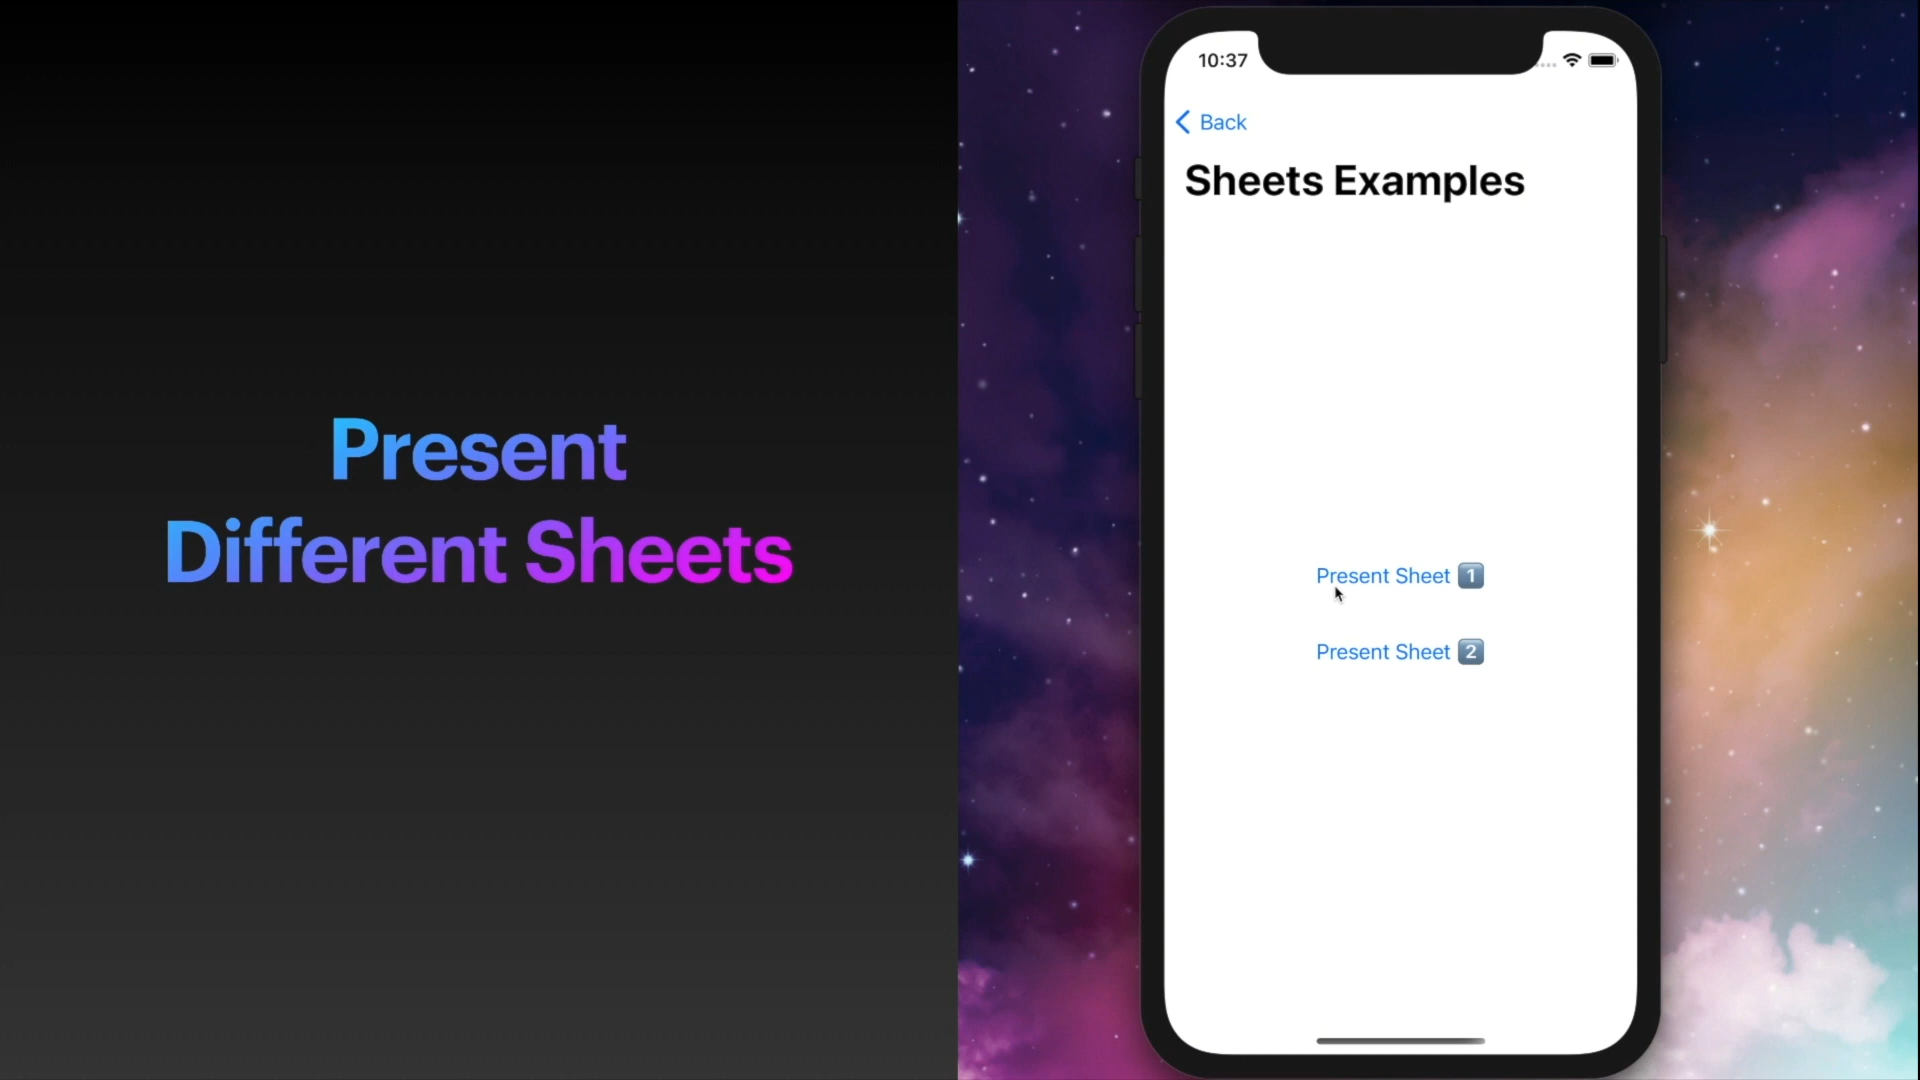 Present
Different Sheets
10:37
Back
Sheets Examples
Present Sheet 1️⃣
Present Sheet 2️⃣